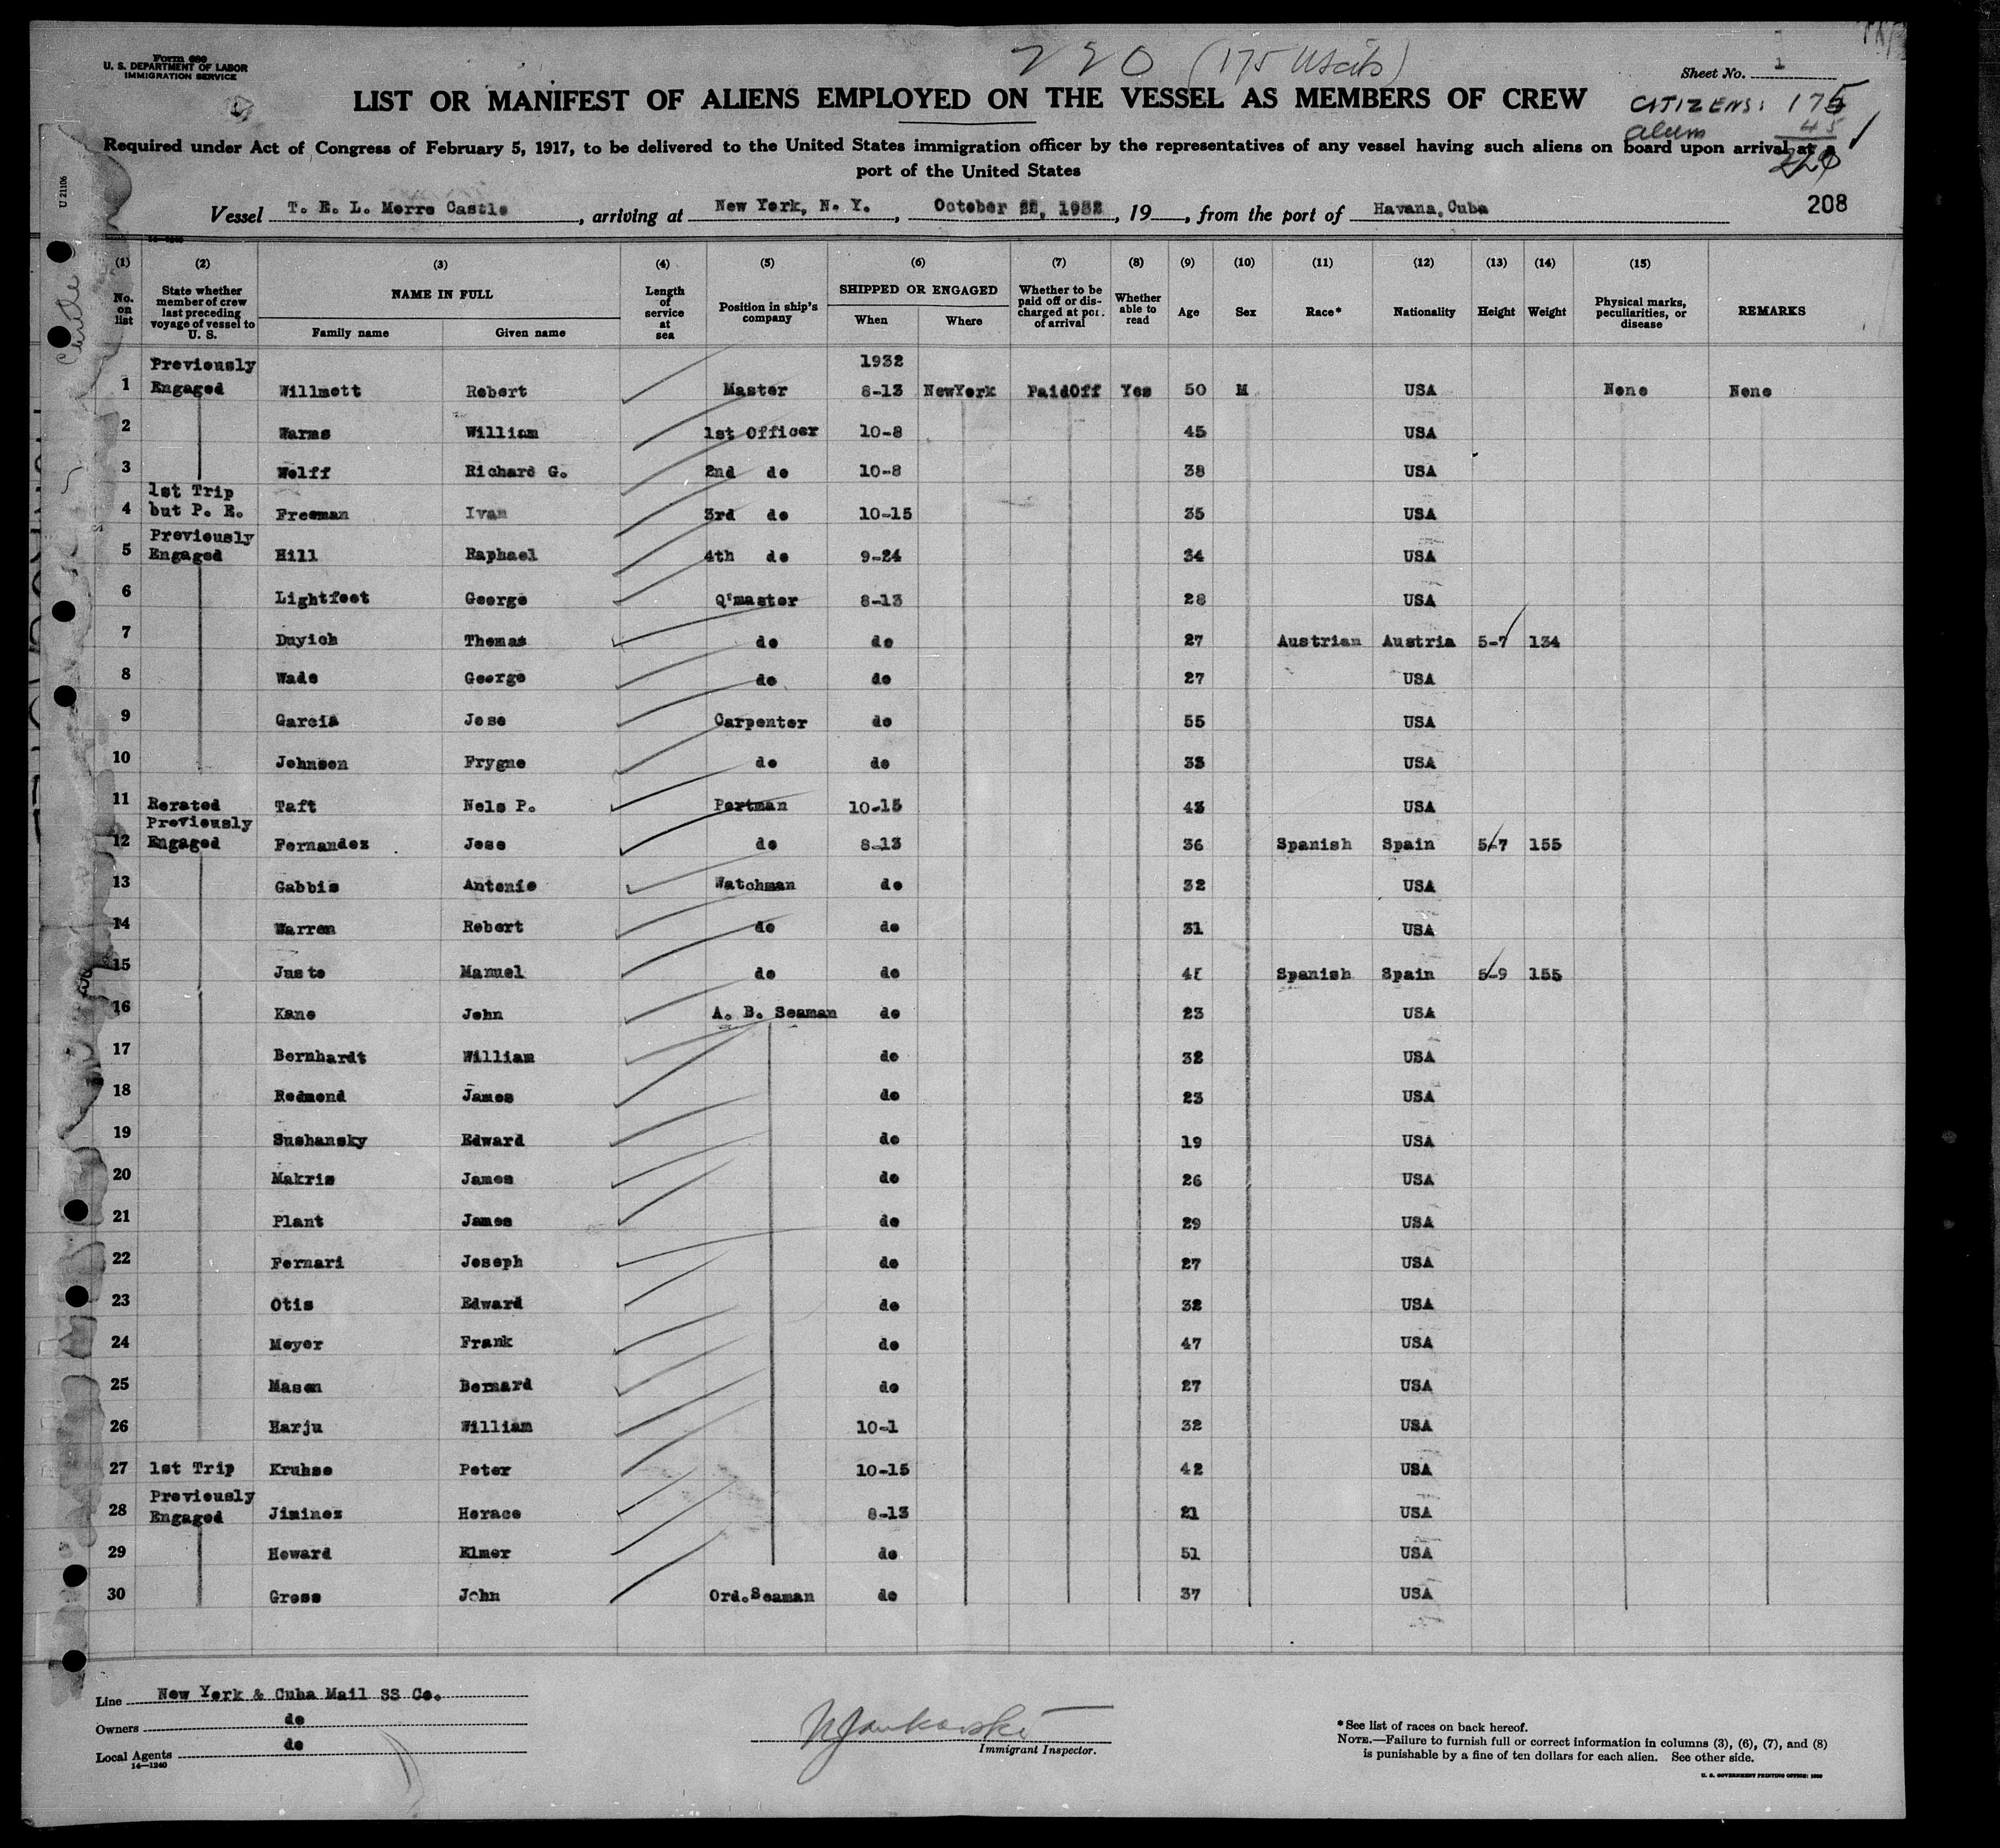 Form 680
U. S. DEPARTMENT OF LABOR
IMMIGRATION SERVICE
220 (175 UScits)
Sheet No. 1
LIST OR MANIFEST OF ALIENS EMPLOYED ON THE VESSEL AS MEMBERS OF CREW
CITIZENS: 175
alien 45
220
Required under Act of Congress of February 5, 1917, to be delivered to the United States immigration officer by the representatives of any vessel having such aliens on board upon arrival at a
port of the United States
U 21106
Vessel T. E. L. Morro Castle, arriving at New York, N. Y., October 22, 1932, 19, from the port of Havana, Cuba
208
(1) (2) (3) (4) (5) (6) (7) (8) (9) (10) (11) (12) (13) (14) (15)
No. on list State whether member of crew last preceding voyage of vessel to U. S. NAME IN FULL Family name Given name Length of service at sea Position in ship's company SHIPPED OR ENGAGED When Where Whether to be paid off or discharged at port of arrival Whether able to read Age Sex Race* Nationality Height Weight Physical marks, peculiarities, or disease REMARKS
Previously 1932
1 Engaged Willmott Robert Master 8-13 NewYork PaidOff Yes 50 M USA None None
2 Warms William 1st Officer 10-8 45 USA
3 Wolff Richard G. 2nd do 10-8 38 USA
1st Trip
4 but P. E. Freeman Ivan 3rd do 10-15 35 USA
Previously
5 Engaged Hill Raphael 4th do 9-24 34 USA
6 Lightfoot George Q'master 8-13 28 USA
7 Duyich Thomas do do 27 Austrian Austria 5-7 134
8 Wade George do do 27 USA
9 Garcia Jose Carpenter do 55 USA
10 Johnson Frygne do do 33 USA
11 Rerated Taft Nels P. Portman 10-15 43 USA
Previously
12 Engaged Fernandez Jose do 8-13 36 Spanish Spain 5-7 155
13 Gabbis Antonio Watchman do 32 USA
14 Warren Robert do do 31 USA
15 Justo Manuel do do Spanish Spain 5-9 155
16 Kane John A. B. Seaman do 23 USA
17 Bernhardt William do 32 USA
18 Redmond James do 23 USA
19 Sushansky Edward do 19 USA
20 Makris James do 26 USA
21 Plant James do 29 USA
22 Fernari Joseph do 27 USA
23 Otis Edward do 32 USA
24 Meyer Frank do 47 USA
25 Mason Bernard do 27 USA
26 Harju William 10-1 32 USA
27 1st Trip Kruhse Peter 10-15 42 USA
Previously
28 Engaged Jiminez Horace 8-13 21 USA
29 Howard Elmer do 51 USA
30 Gross John Ord.Seaman do 37 USA
Line New York & Cuba Mail SS Co.
Owners do
Local Agents do
14—1240
Immigrant Inspector.
*See list of races on back hereof.
NOTE.—Failure to furnish full or correct information in columns (3), (6), (7), and (8)
is punishable by a fine of ten dollars for each alien. See other side.
U. S. GOVERNMENT PRINTING OFFICE: